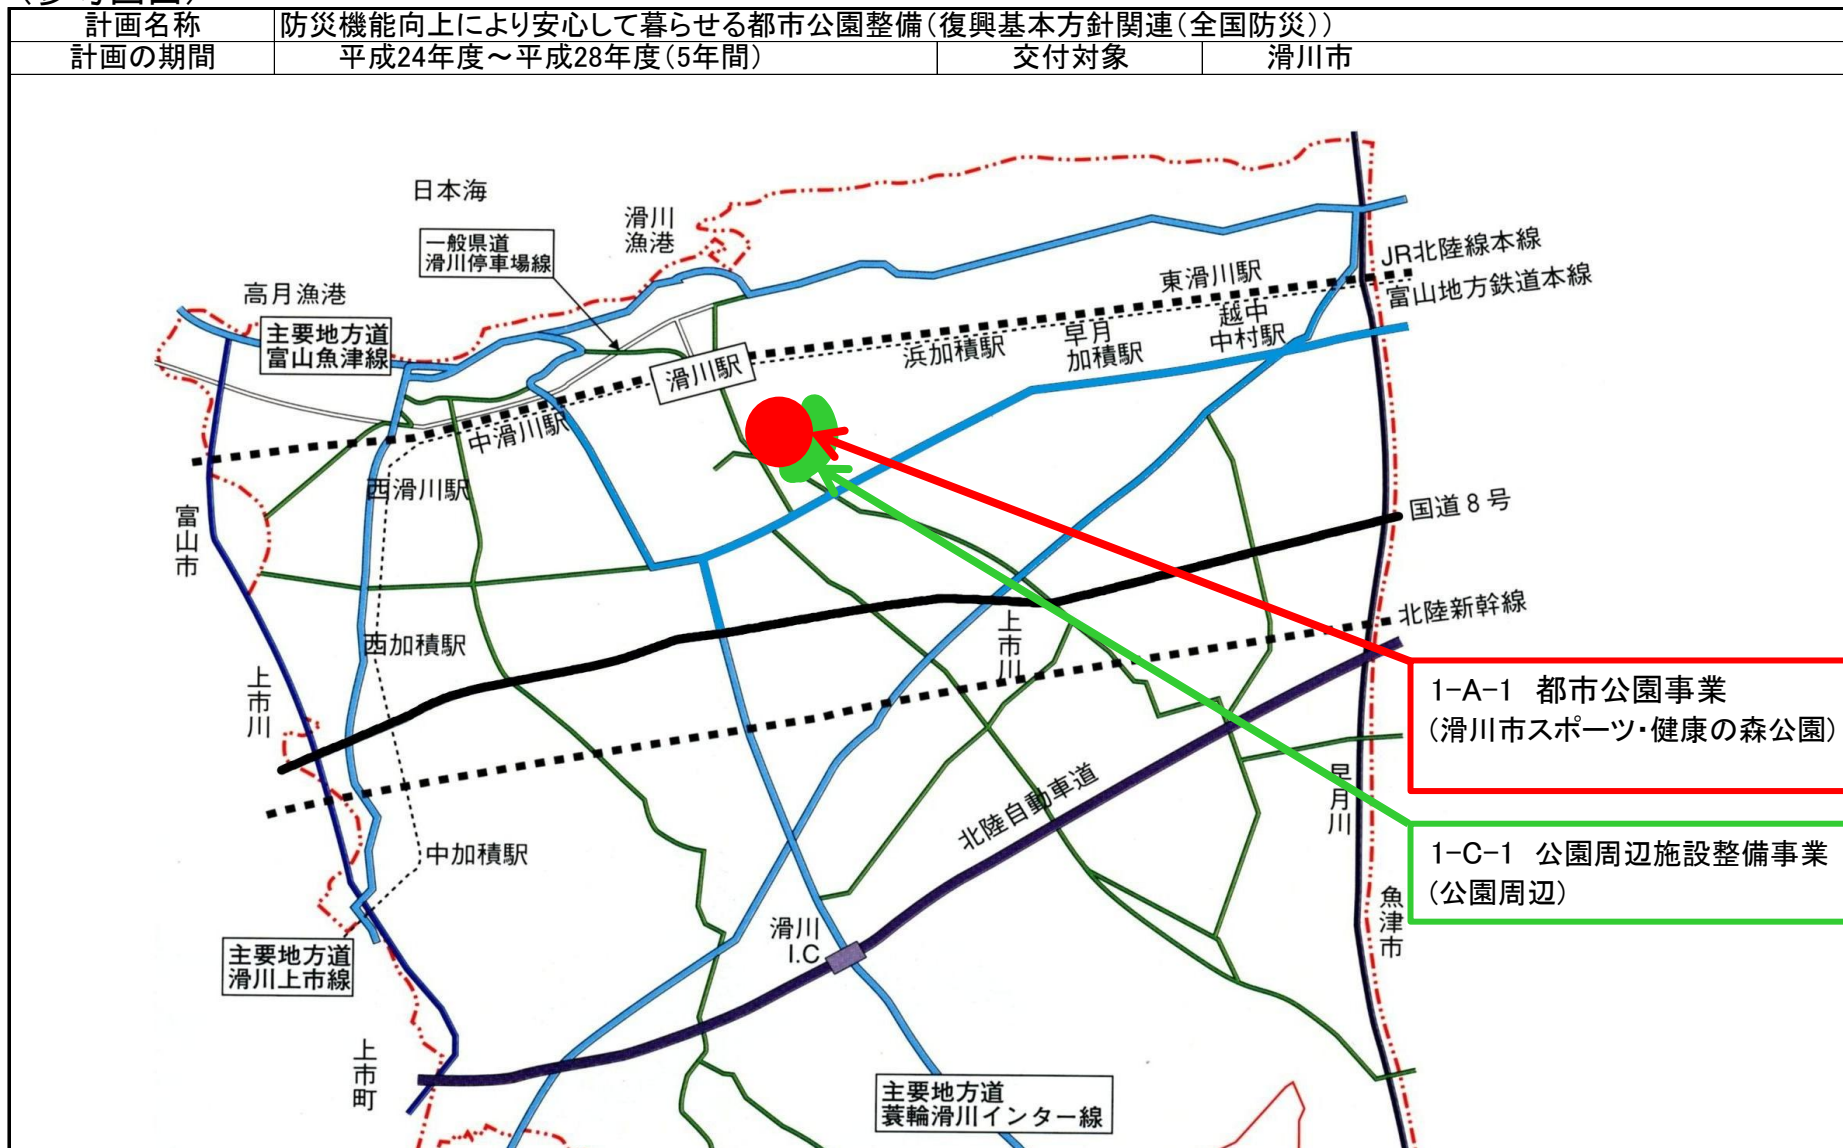 計画名称
防災機能向上により安心して暮らせる都市公園整備(復興基本方針関連(全国防災))
計画の期間
平成24年度～平成28年度(5年間)
交付対象
滑川市
日本海
滑川
漁港
一般県道
滑川停車場線
高月漁港
主要地方道
富山魚津線
JR北陸線本線
東滑川駅
富山地方鉄道本線
越中
中村駅
早月
加積駅
浜加積駅
滑川駅
中滑川駅
西滑川駅
富山市
国道8号
北陸新幹線
上市川
西加積駅
上市川
1-A-1 都市公園事業
(滑川市スポーツ・健康の森公園)
早月川
北陸自動車道
中加積駅
1-C-1 公園周辺施設整備事業
(公園周辺)
魚津市
滑川
I.C
主要地方道
滑川上市線
上市町
主要地方道
蓑輪滑川インター線